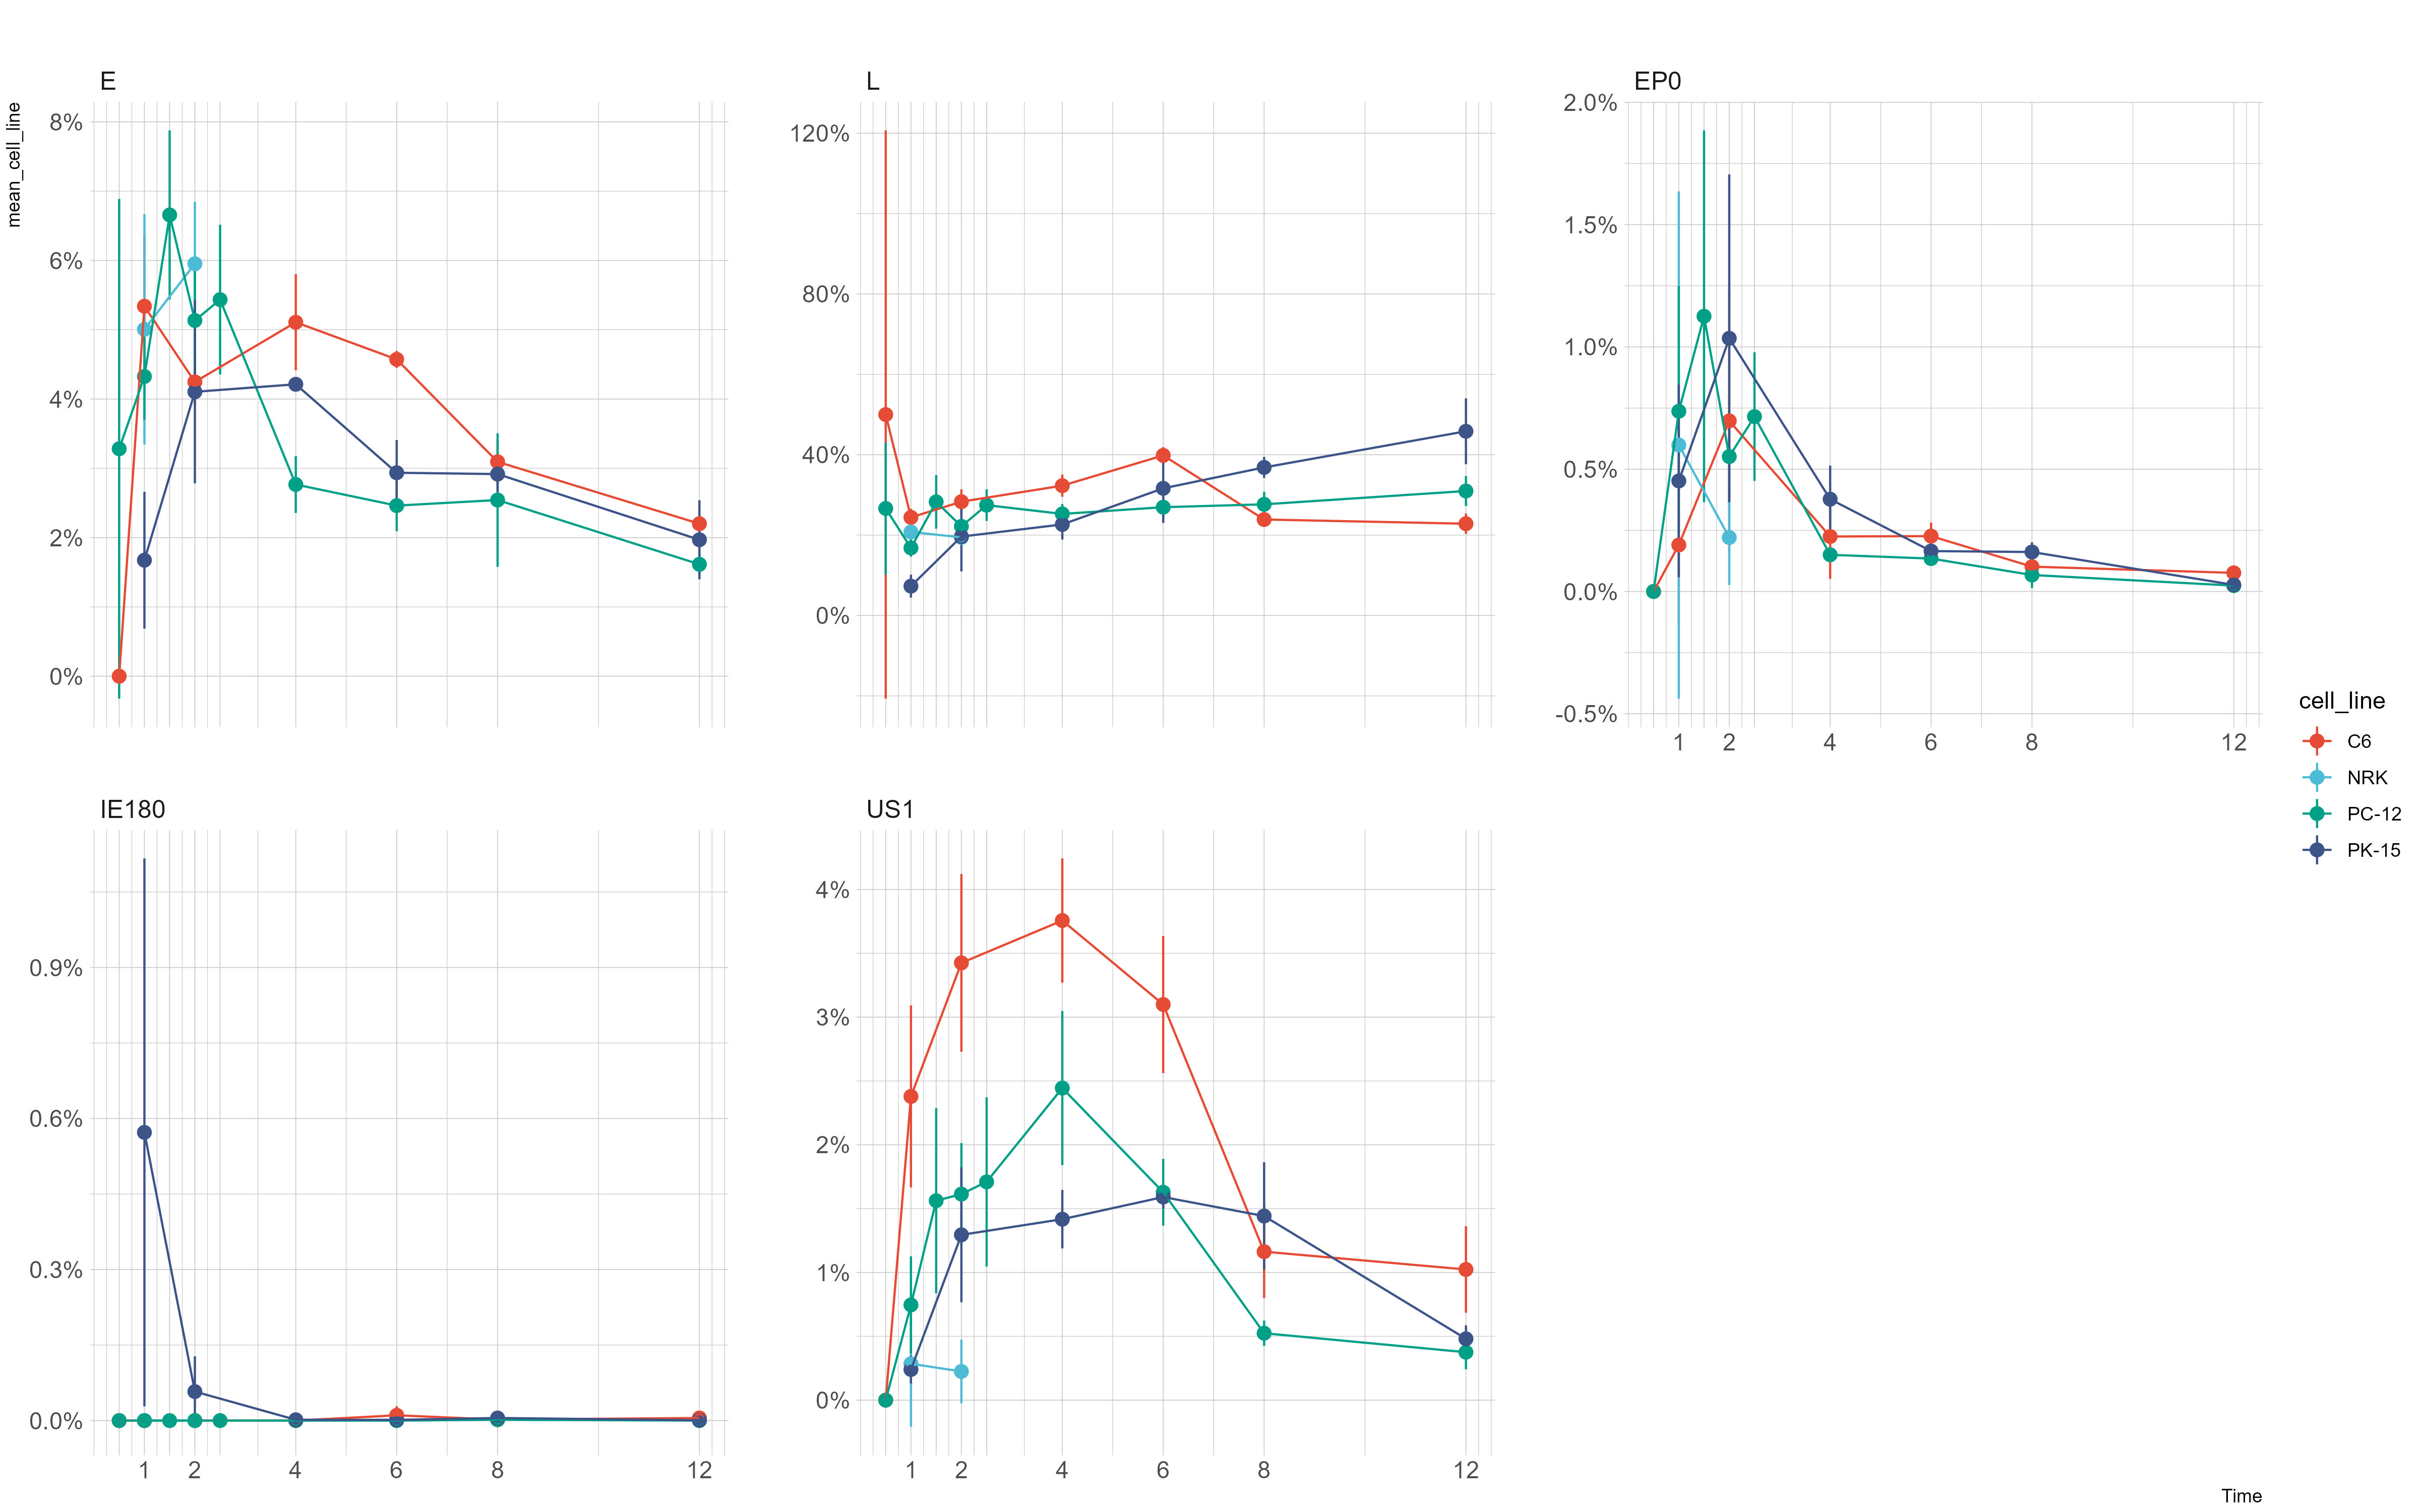 E
L
EP0
mean_cell_line
8%
6%
4%
2%
0%
120%
80%
40%
0%
2.0%
1.5%
1.0%
0.5%
0.0%
-0.5%
1 2 4 6 8 12
cell_line
C6
NRK
PC-12
PK-15
IE180
US1
0.9%
0.6%
0.3%
0.0%
4%
3%
2%
1%
0%
1 2 4 6 8 12
1 2 4 6 8 12
Time